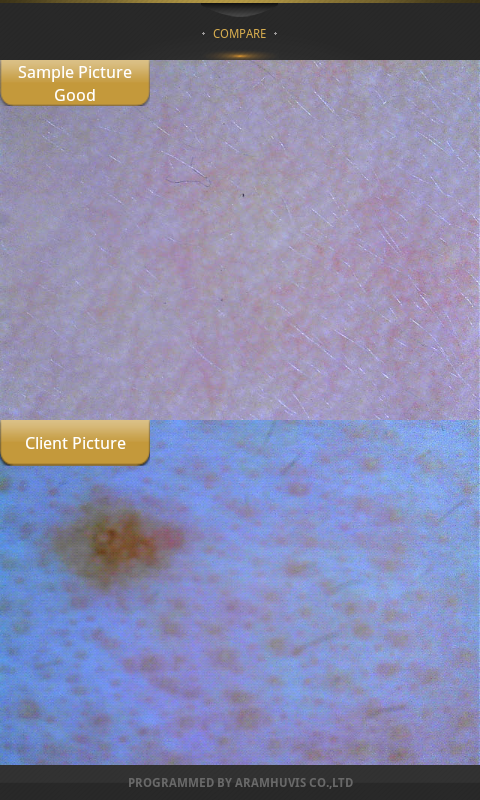 COMPARE
Sample Picture
Good
Client Picture
PROGRAMMED BY ARAMHUVIS CO.,LTD